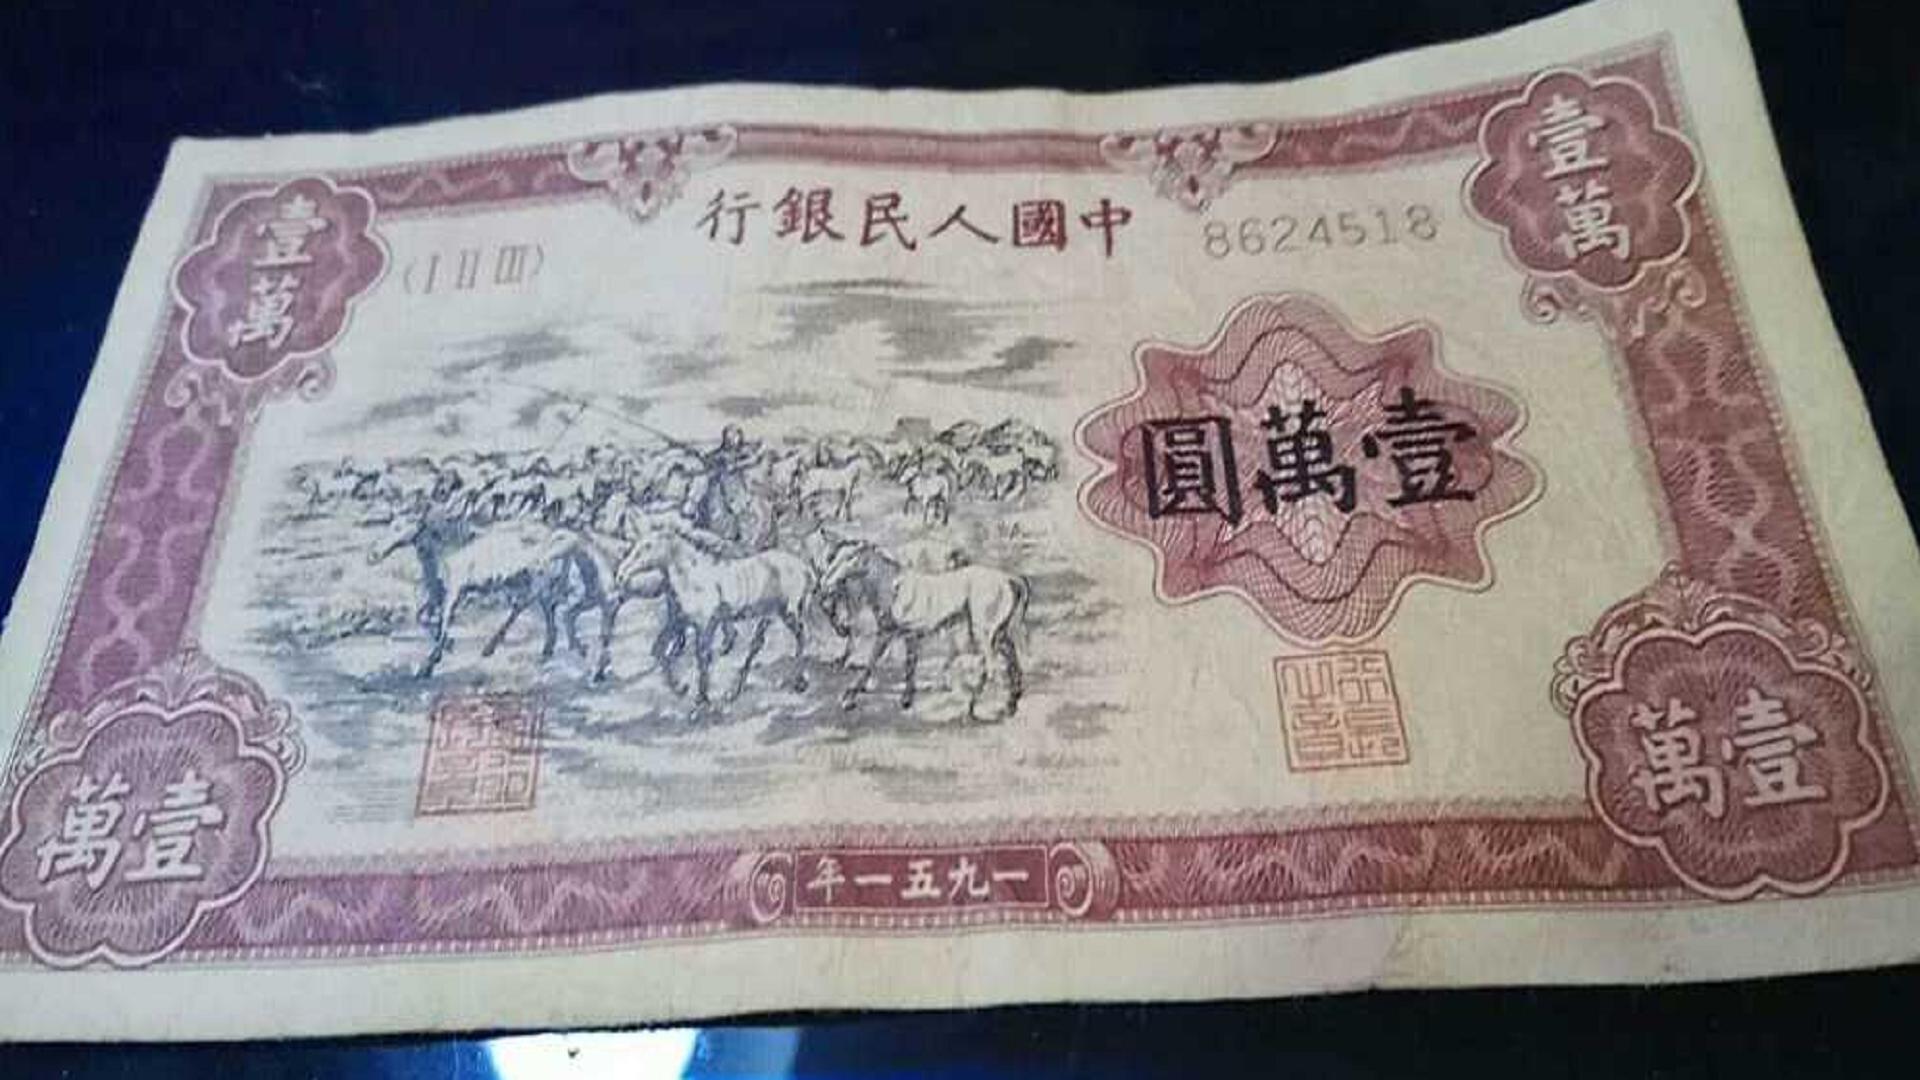 行銀民人國中
(I II III) 8624518
壹萬
壹萬
圓萬壹
萬壹
萬壹
年一五九一